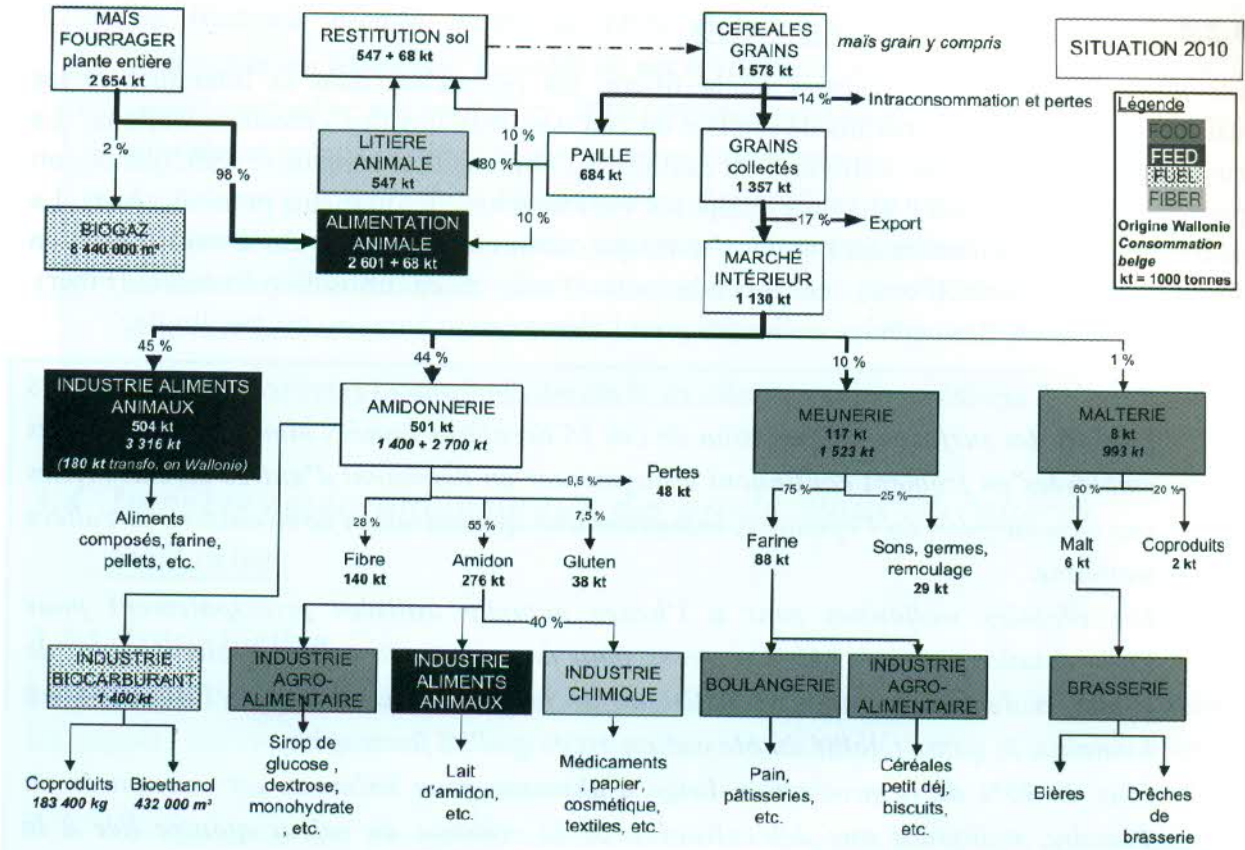 MAÏS
FOURRAGER
plante entière
2 654 kt
RESTITUTION sol
547 + 68 kt
CEREALES
GRAINS
1 578 kt
maïs grain y compris
SITUATION 2010
Légende
FOOD
FEED
FUEL
FIBER
Origine Wallonie
Consommation
belge
kt = 1000 tonnes
14 %
Intraconsommation et pertes
2 %
98 %
LITIERE
ANIMALE
547 kt
10 %
80 %
10%
PAILLE
684 kt
GRAINS
collectés
1 357 kt
17 %
Export
BIOGAZ
8 440 000 m³
ALIMENTATION
ANIMALE
2 601 + 68 kt
MARCHÉ
INTÉRIEUR
1 130 kt
45 %
44 %
10 %
1 %
INDUSTRIE ALIMENTS
ANIMAUX
504 kt
3 316 kt
(180 kt transfo. en Wallonie)
AMIDONNERIE
501 kt
1 400 + 2 700 kt
MEUNERIE
117 kt
1 523 kt
MALTERIE
8 kt
993 kt
Aliments
composés, farine,
pellets, etc.
9,5 %
Pertes
48 kt
28 %
55 %
7,5 %
Fibre
140 kt
Amidon
276 kt
Gluten
38 kt
75 %
25 %
Farine
88 kt
Sons, germes,
remoulage
29 kt
80 %
20 %
Malt
6 kt
Coproduits
2 kt
40 %
INDUSTRIE
BIOCARBURANT
1 400 kt
INDUSTRIE
AGRO-
ALIMENTAIRE
INDUSTRIE
ALIMENTS
ANIMAUX
INDUSTRIE
CHIMIQUE
BOULANGERIE
INDUSTRIE
AGRO-
ALIMENTAIRE
BRASSERIE
Coproduits
183 400 kg
Bioethanol
432 000 m³
Sirop de
glucose ,
dextrose,
monohydrate
etc.
Lait
d'amidon,
etc.
Médicaments
papier,
cosmétique,
textiles, etc.
Pain,
pâtisseries,
etc.
Céréales
petit déj,
biscuits,
etc.
Bières
Drêches
de brasserie